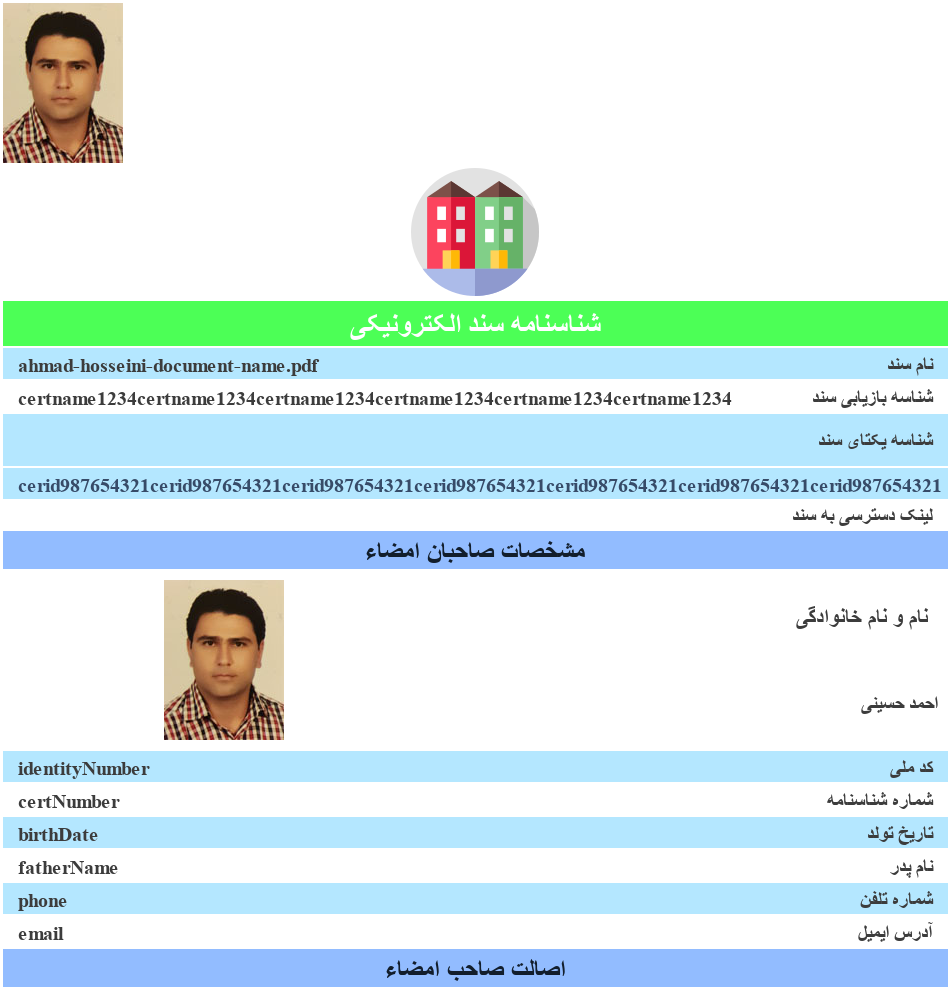 شناسنامه سند الکترونیکی
نام سند ahmad-hosseini-document-name.pdf
شناسه بازیابی سند certname1234certname1234certname1234certname1234certname1234certname1234
شناسه یکتای سند
cerid987654321cerid987654321cerid987654321cerid987654321cerid987654321cerid987654321cerid987654321
لینک دسترسی به سند
مشخصات صاحبان امضاء
نام و نام خانوادگی
احمد حسینی
کد ملی identityNumber
شماره شناسنامه certNumber
تاریخ تولد birthDate
نام پدر fatherName
شماره تلفن phone
آدرس ایمیل email
اصالت صاحب امضاء